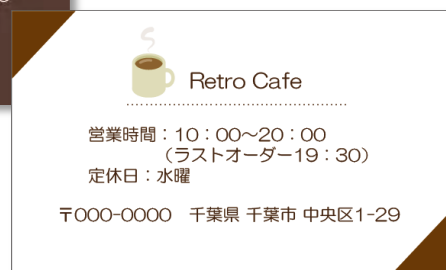 Retro Cafe
営業時間：10：00～20：00
（ラストオーダー19：30）
定休日：水曜
〒000-0000　千葉県 千葉市 中央区1-29